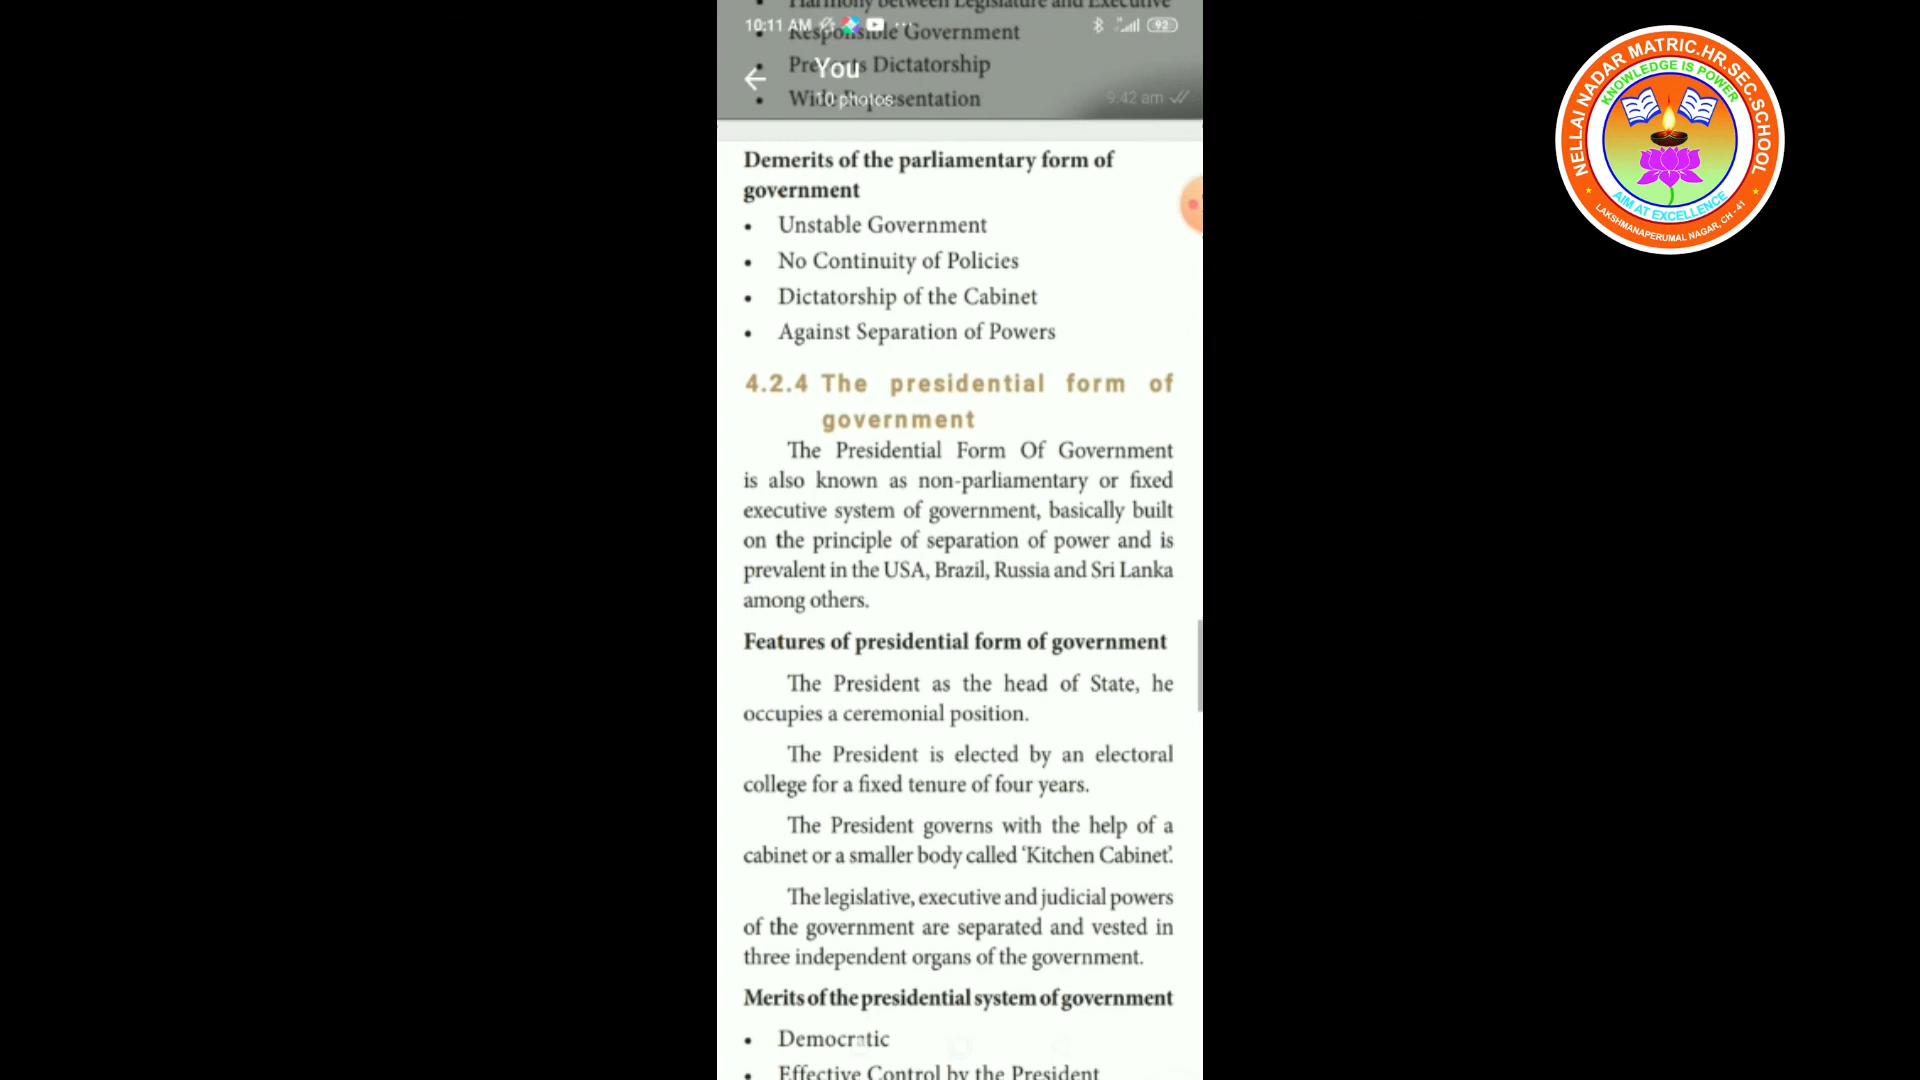 Harmony between Legislature and Executive
10:11 AM
92
• Responsible Government
• Prevents Dictatorship
You
• Wide Representation
10 photos
9.42 am
Demerits of the parliamentary form of
government
• Unstable Government
• No Continuity of Policies
• Dictatorship of the Cabinet
• Against Separation of Powers
4.2.4 The presidential form of
government
The Presidential Form Of Government
is also known as non-parliamentary or fixed
executive system of government, basically built
on the principle of separation of power and is
prevalent in the USA, Brazil, Russia and Sri Lanka
among others.
Features of presidential form of government
The President as the head of State, he
occupies a ceremonial position.
The President is elected by an electoral
college for a fixed tenure of four years.
The President governs with the help of a
cabinet or a smaller body called ‘Kitchen Cabinet’.
The legislative, executive and judicial powers
of the government are separated and vested in
three independent organs of the government.
Merits of the presidential system of government
• Democratic
• Effective Control by the President
NELLAI NADAR MATRIC.HR.SEC.SCHOOL
KNOWLEDGE IS POWER
AIM AT EXCELLENCE
LAKSHMANAPERUMAL NAGAR, CH - 41